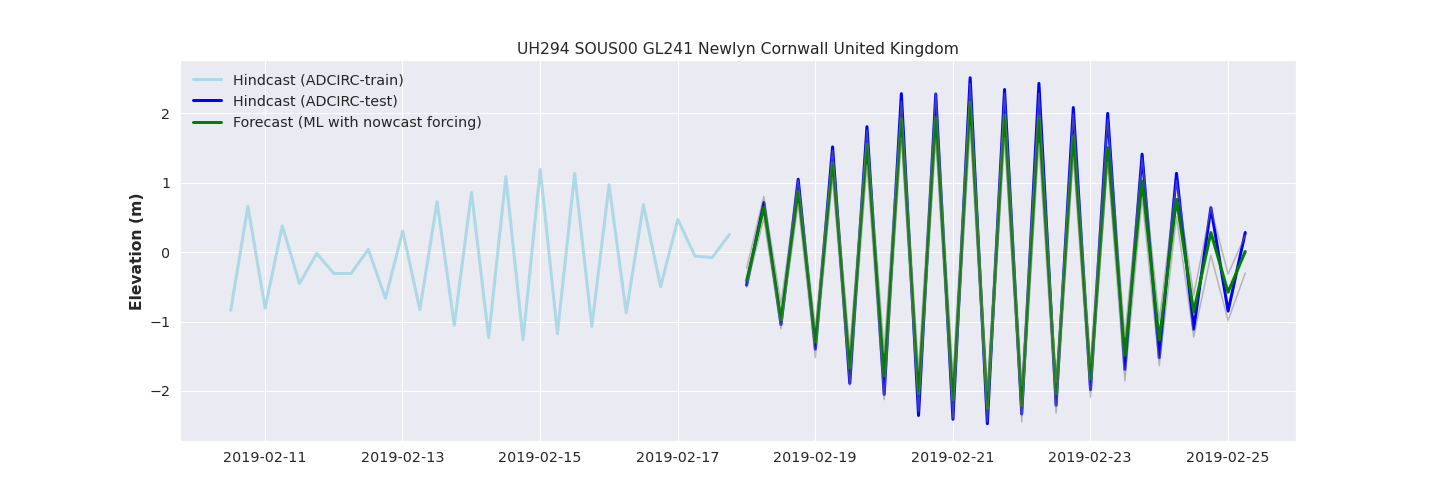 UH294 SOUS00 GL241 Newlyn Cornwall United Kingdom
Hindcast (ADCIRC-train)
Hindcast (ADCIRC-test)
Forecast (ML with nowcast forcing)
Elevation (m)
2
1
0
−1
−2
2019-02-11 2019-02-13 2019-02-15 2019-02-17 2019-02-19 2019-02-21 2019-02-23 2019-02-25